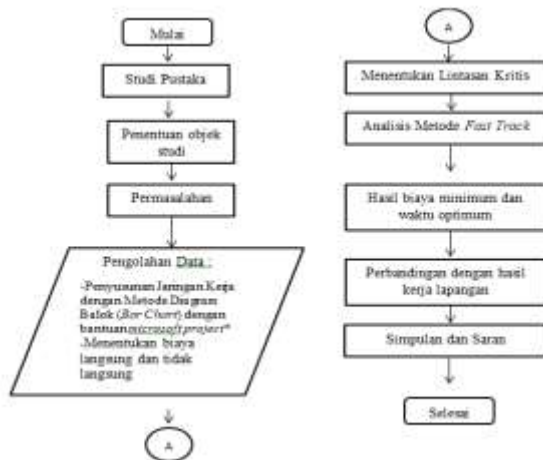 Mulai
Studi Pustaka
Penentuan objek
studi
Permasalahan
Pengolahan Data :
-Penyusunan Jaringan Kerja
dengan Metode Diagram
Balok (Bar Chart) dengan
bantuan microsoft project"
-Menentukan biaya
langsung dan tidak
langsung
A
A
Menentukan Lintasan Kritis
Analisis Metode Fast Track
Hasil biaya minimum dan
waktu optimum
Perbandingan dengan hasil
kerja lapangan
Simpulan dan Saran
Selesai